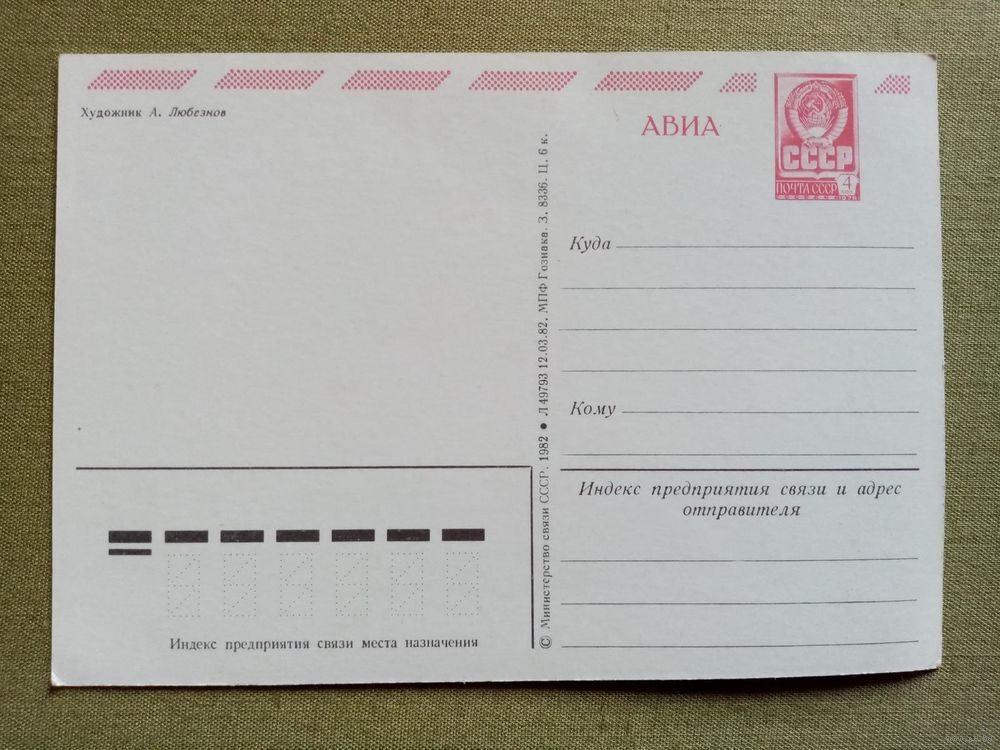 Художник А. Любезнов
АВИА
СССР
ПОЧТА СССР 4
1976
Куда
Кому
Индекс предприятия связи и адрес
отправителя
© Министерство связи СССР. 1982 ● Л 49793 12.03.82. МПФ Гознака. З. 8336. Ц. 6 к.
Индекс предприятия связи места назначения